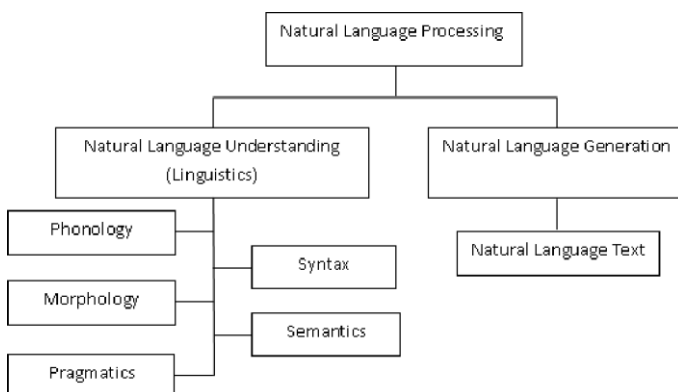 Natural Language Processing
Natural Language Understanding
(Linguistics)
Natural Language Generation
Phonology
Syntax
Natural Language Text
Morphology
Semantics
Pragmatics